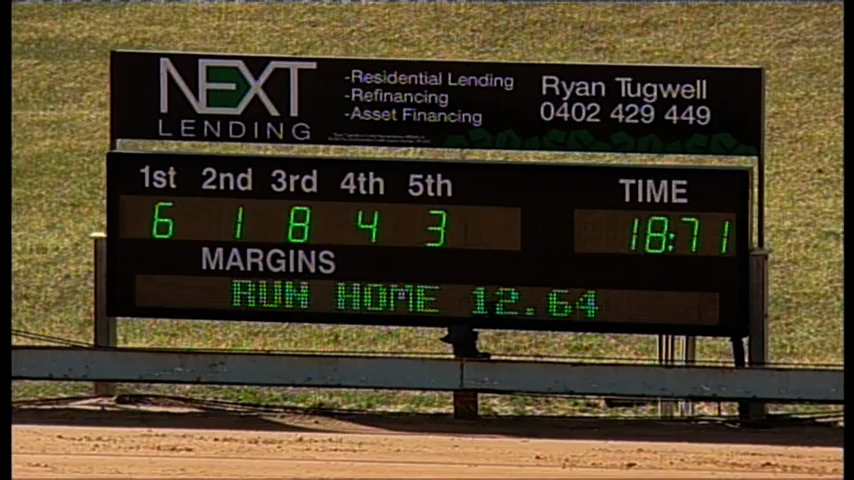 NEXT
LENDING
-Residential Lending
-Refinancing
-Asset Financing
Ryan Tugwell
0402 429 449
1st 2nd 3rd 4th 5th TIME
6 1 8 4 3 18:71
MARGINS
RUN HOME 12.64